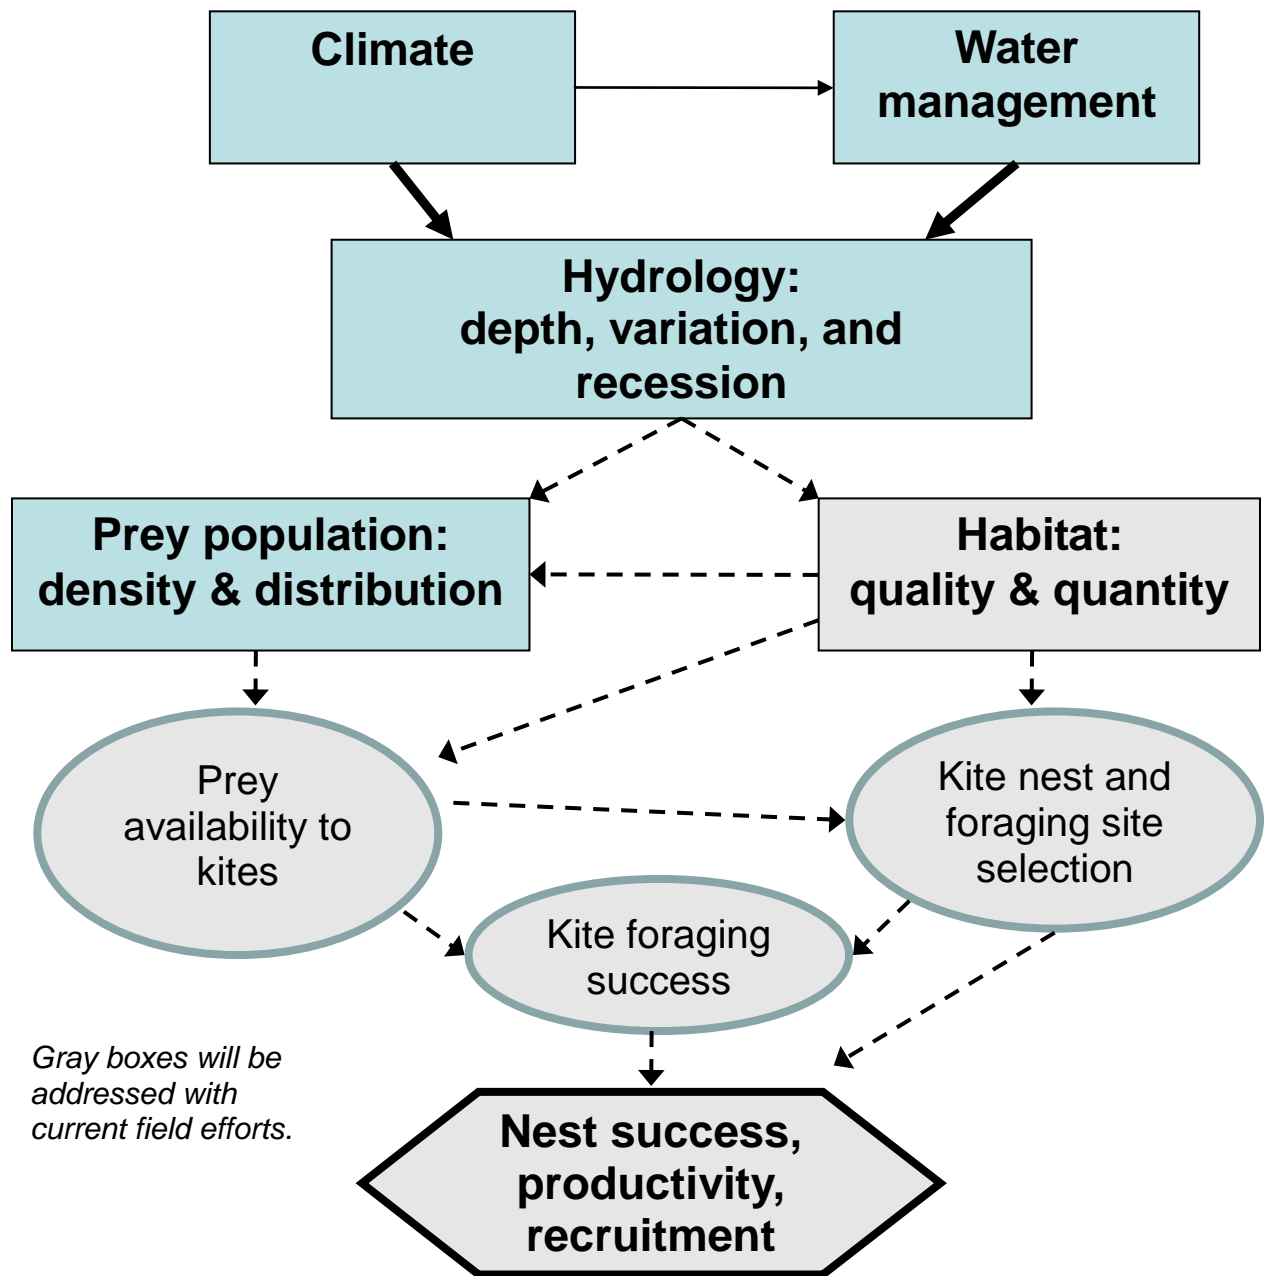 Climate
Water
management
Hydrology:
depth, variation, and
recession
Prey population:
density & distribution
Habitat:
quality & quantity
Prey
availability to
kites
Kite nest and
foraging site
selection
Kite foraging
success
Gray boxes will be
addressed with
current field efforts.
Nest success,
productivity,
recruitment